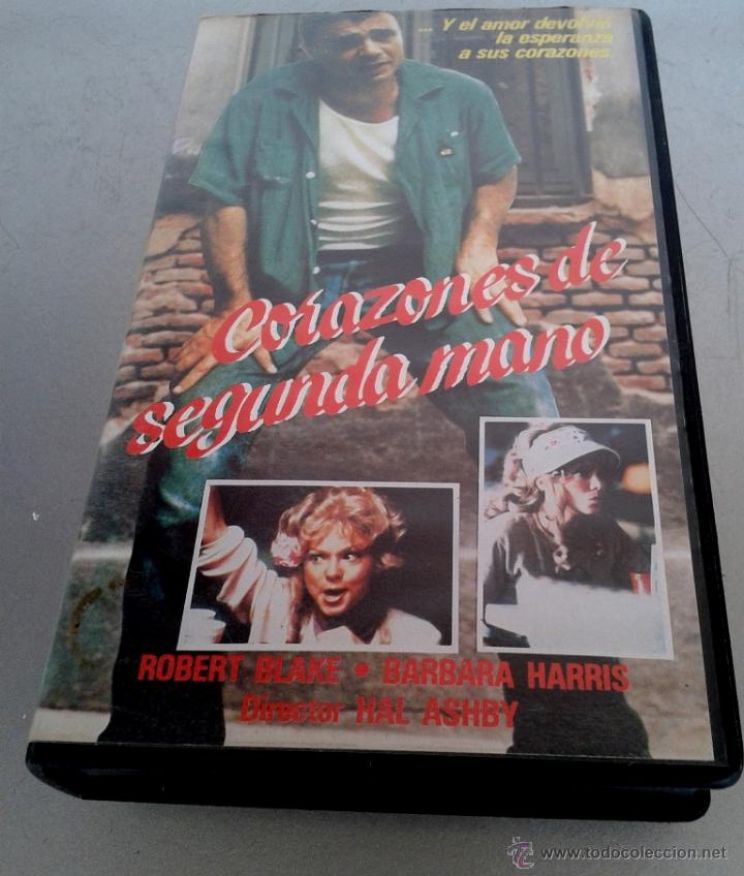 ... Y el amor devolvió
la esperanza
a sus corazones.
Corazones de
segunda mano
ROBERT BLAKE • BARBARA HARRIS
Director HAL ASHBY
© www.todocoleccion.net